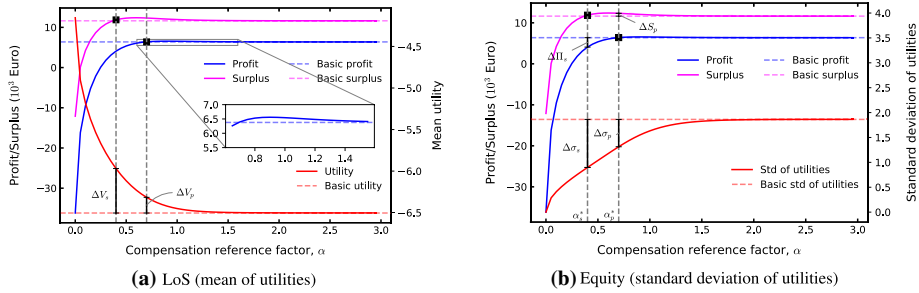 Profit/Surplus (10³ Euro)
10
0
−10
−20
−30
0.0 0.5 1.0 1.5 2.0 2.5 3.0
Compensation reference factor, α
Mean utility
−4.5
−5.0
−5.5
−6.0
−6.5
Profit
Surplus
Basic profit
Basic surplus
7.0
6.5
6.0
5.5
0.8 1.0 1.2 1.4
Utility
Basic utility
ΔVₛ
ΔVₚ
(a) LoS (mean of utilities)
Profit/Surplus (10³ Euro)
10
0
−10
−20
−30
0.0 0.5 1.0 1.5 2.0 2.5 3.0
Compensation reference factor, α
Standard deviation of utilities
4.0
3.5
3.0
2.5
2.0
1.5
1.0
0.5
0.0
ΔSₚ
ΔΠₛ
Profit
Surplus
Basic profit
Basic surplus
Δσₛ
Δσₚ
Std of utilities
Basic std of utilities
αₛ*
αₚ*
(b) Equity (standard deviation of utilities)